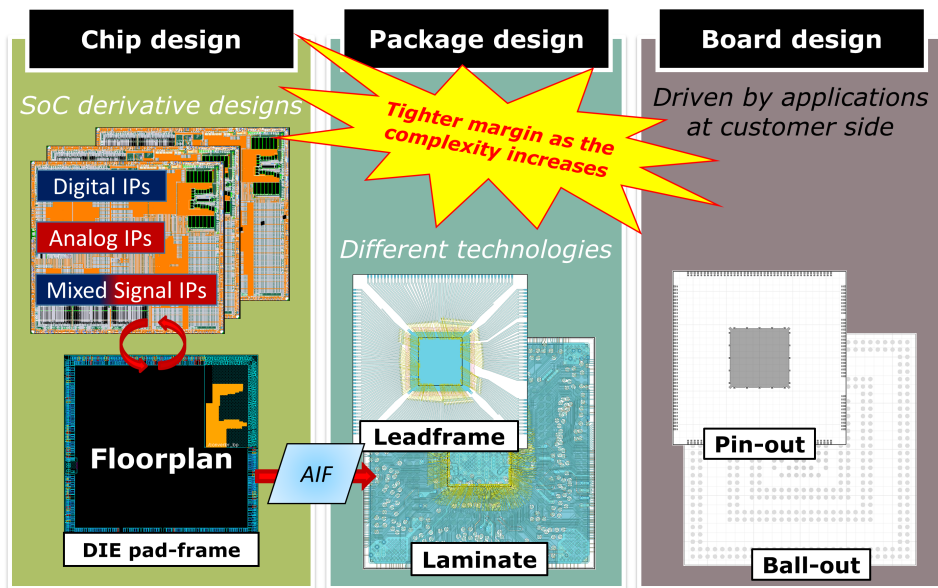 Chip design
Package design
Board design
SoC derivative designs
Tighter margin as the
complexity increases
Driven by applications
at customer side
Digital IPs
Analog IPs
Mixed Signal IPs
Different technologies
Floorplan
DIE pad-frame
AIF
Leadframe
Laminate
Pin-out
Ball-out